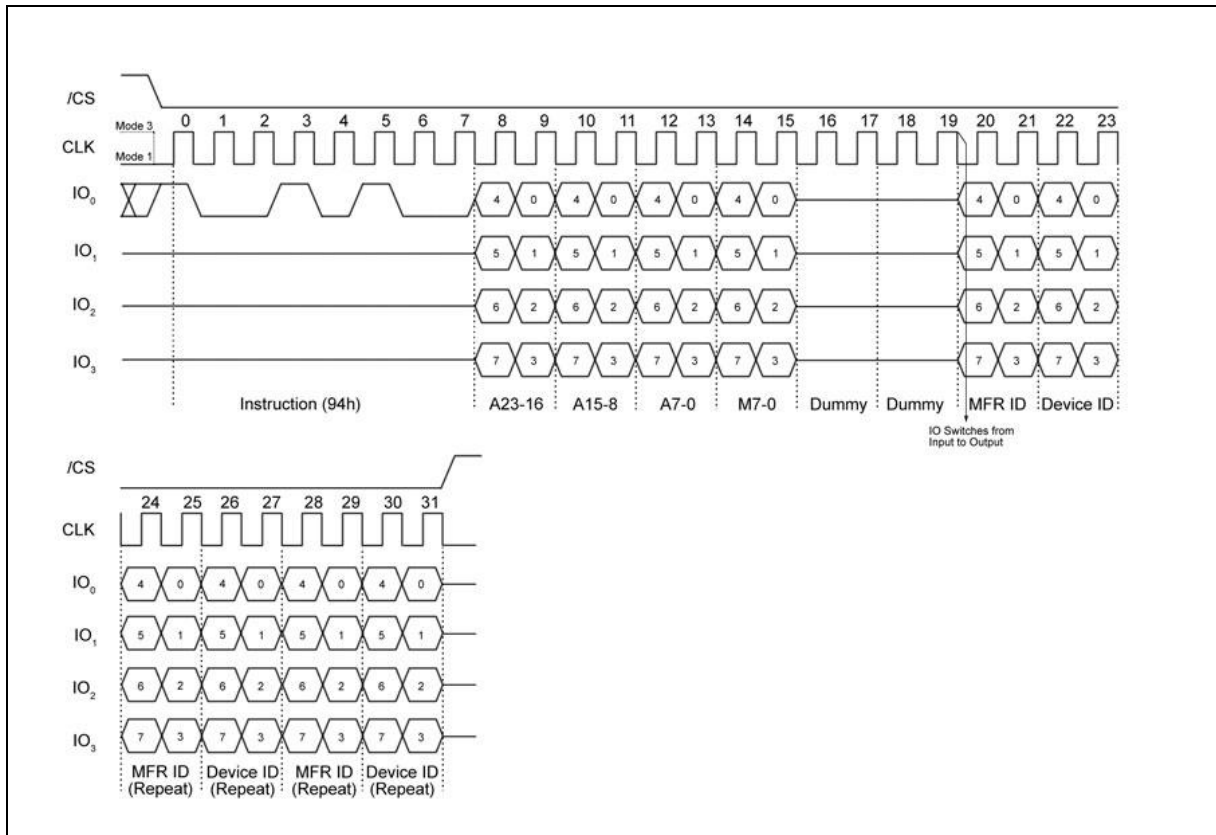 /CS
Mode 3
0 1 2 3 4 5 6 7 8 9 10 11 12 13 14 15 16 17 18 19 20 21 22 23
CLK
Mode 1
IO0 4 0 4 0 4 0 4 0 4 0 4 0
IO1 5 1 5 1 5 1 5 1 5 1 5 1
IO2 6 2 6 2 6 2 6 2 6 2 6 2
IO3 7 3 7 3 7 3 7 3 7 3 7 3
Instruction (94h) A23-16 A15-8 A7-0 M7-0 Dummy Dummy MFR ID Device ID
IO Switches from
Input to Output
/CS
24 25 26 27 28 29 30 31
CLK
IO0 4 0 4 0 4 0 4 0
IO1 5 1 5 1 5 1 5 1
IO2 6 2 6 2 6 2 6 2
IO3 7 3 7 3 7 3 7 3
MFR ID Device ID MFR ID Device ID
(Repeat) (Repeat) (Repeat) (Repeat)